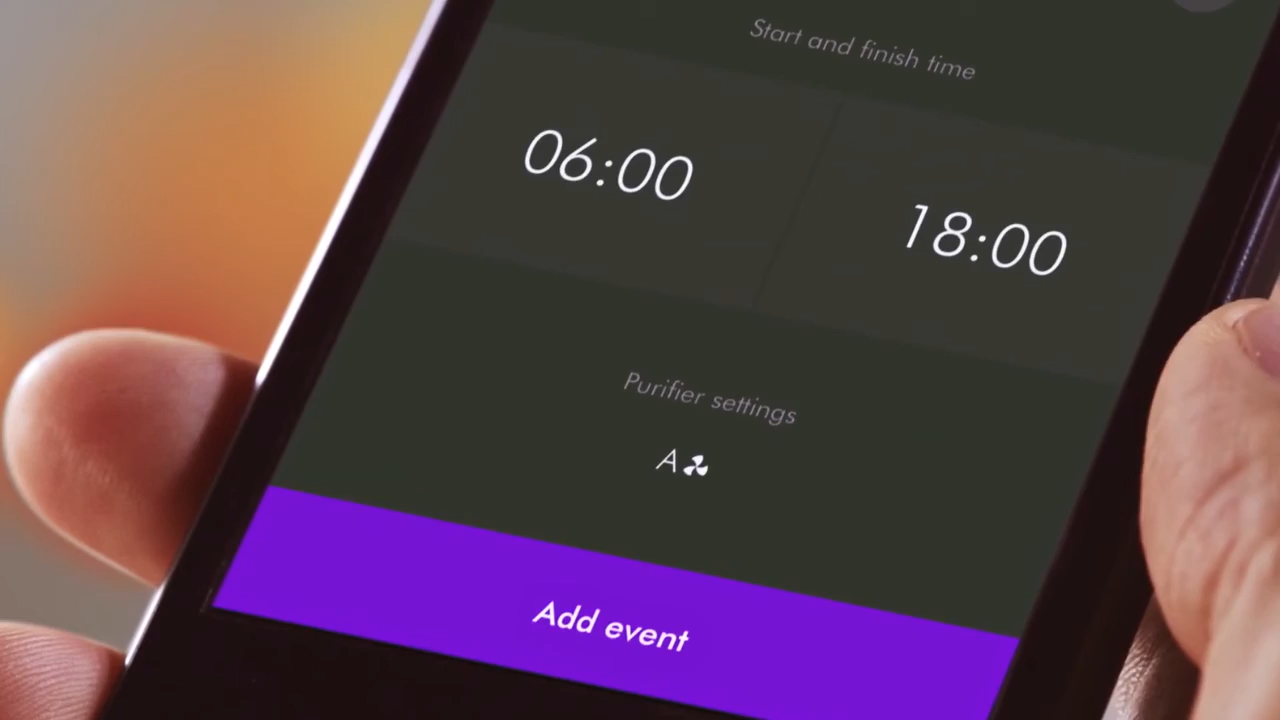 Start and finish time
06:00
18:00
Purifier settings
A
Add event